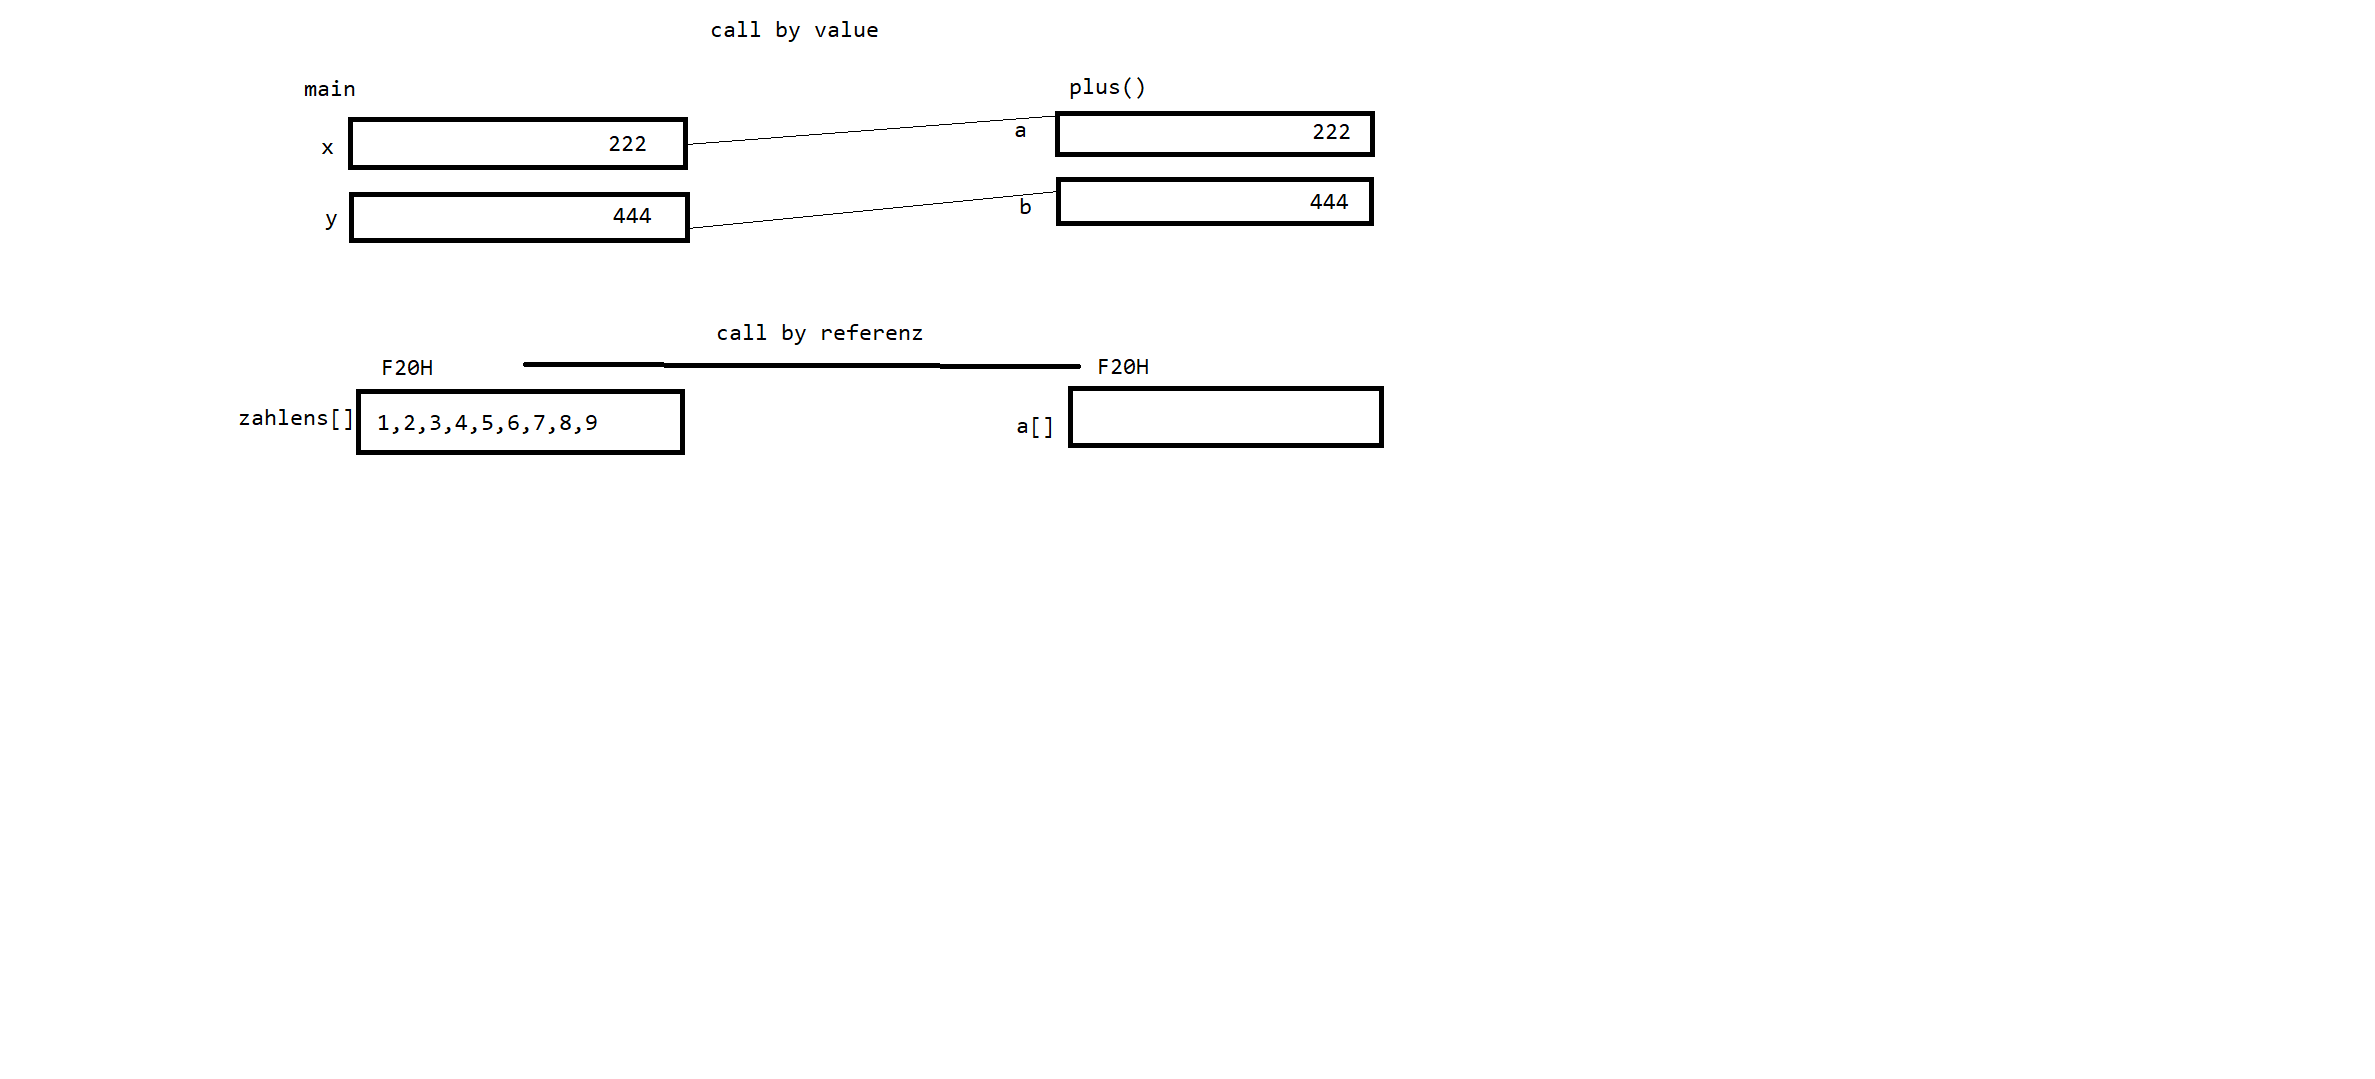 call by value
main plus()
x 222 a 222
y 444 b 444
call by referenz
F20H F20H
zahlens[] 1,2,3,4,5,6,7,8,9 a[]